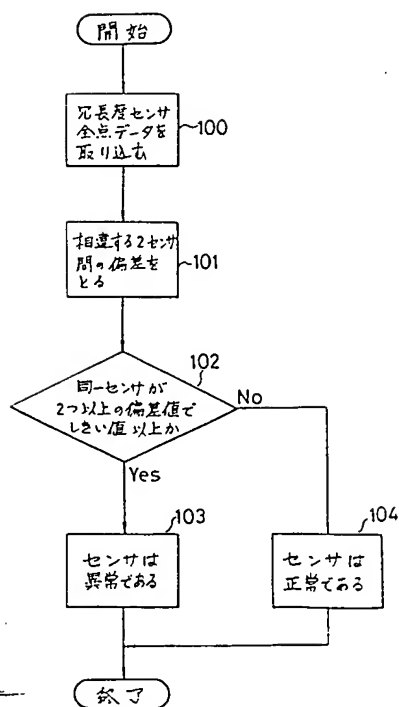 開始
冗長度センサ
全点データを
取り込む
100
相違する2センサ
間の偏差を
とる
101
102
同一センサが
2つ以上の偏差値で
しきい値以上か
No
Yes
103
センサは
異常である
104
センサは
正常である
終了